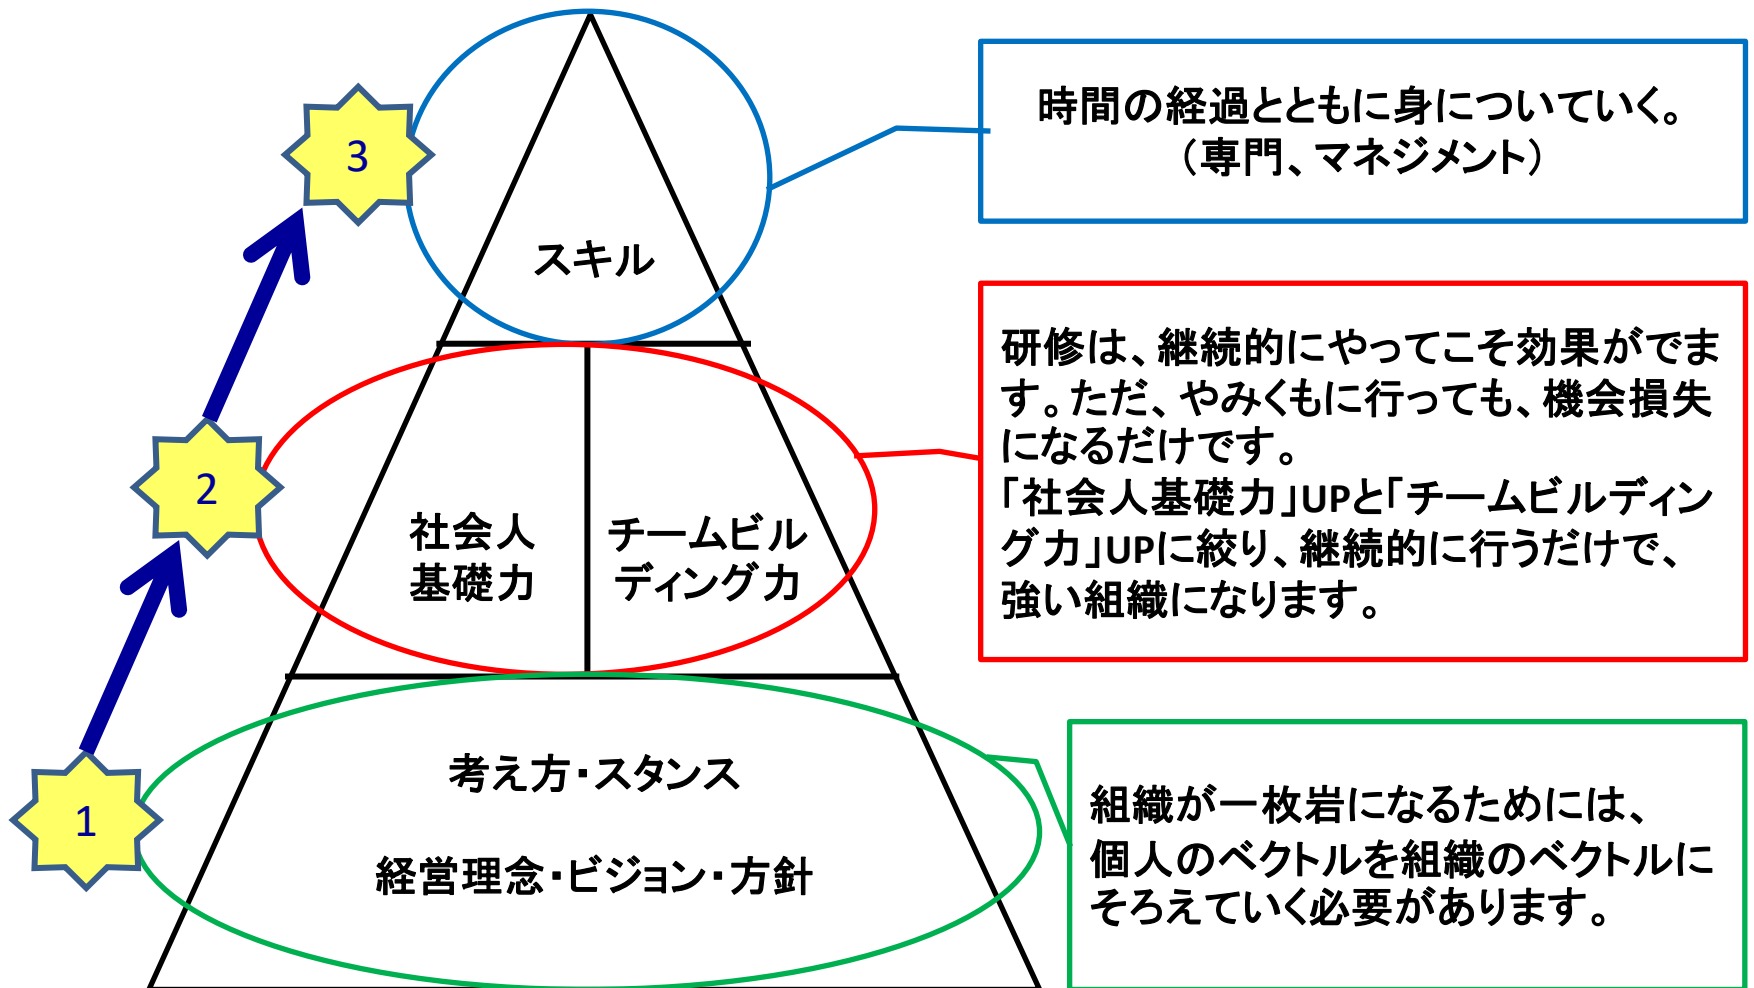 3
時間の経過とともに身についていく。
（専門、マネジメント）
スキル
研修は、継続的にやってこそ効果がでま
す。ただ、やみくもに行っても、機会損失
になるだけです。
「社会人基礎力」UPと「チームビルディン
グ力」UPに絞り、継続的に行うだけで、
強い組織になります。
2
社会人
基礎力
チームビル
ディング力
1
考え方・スタンス
経営理念・ビジョン・方針
組織が一枚岩になるためには、
個人のベクトルを組織のベクトルに
そろえていく必要があります。